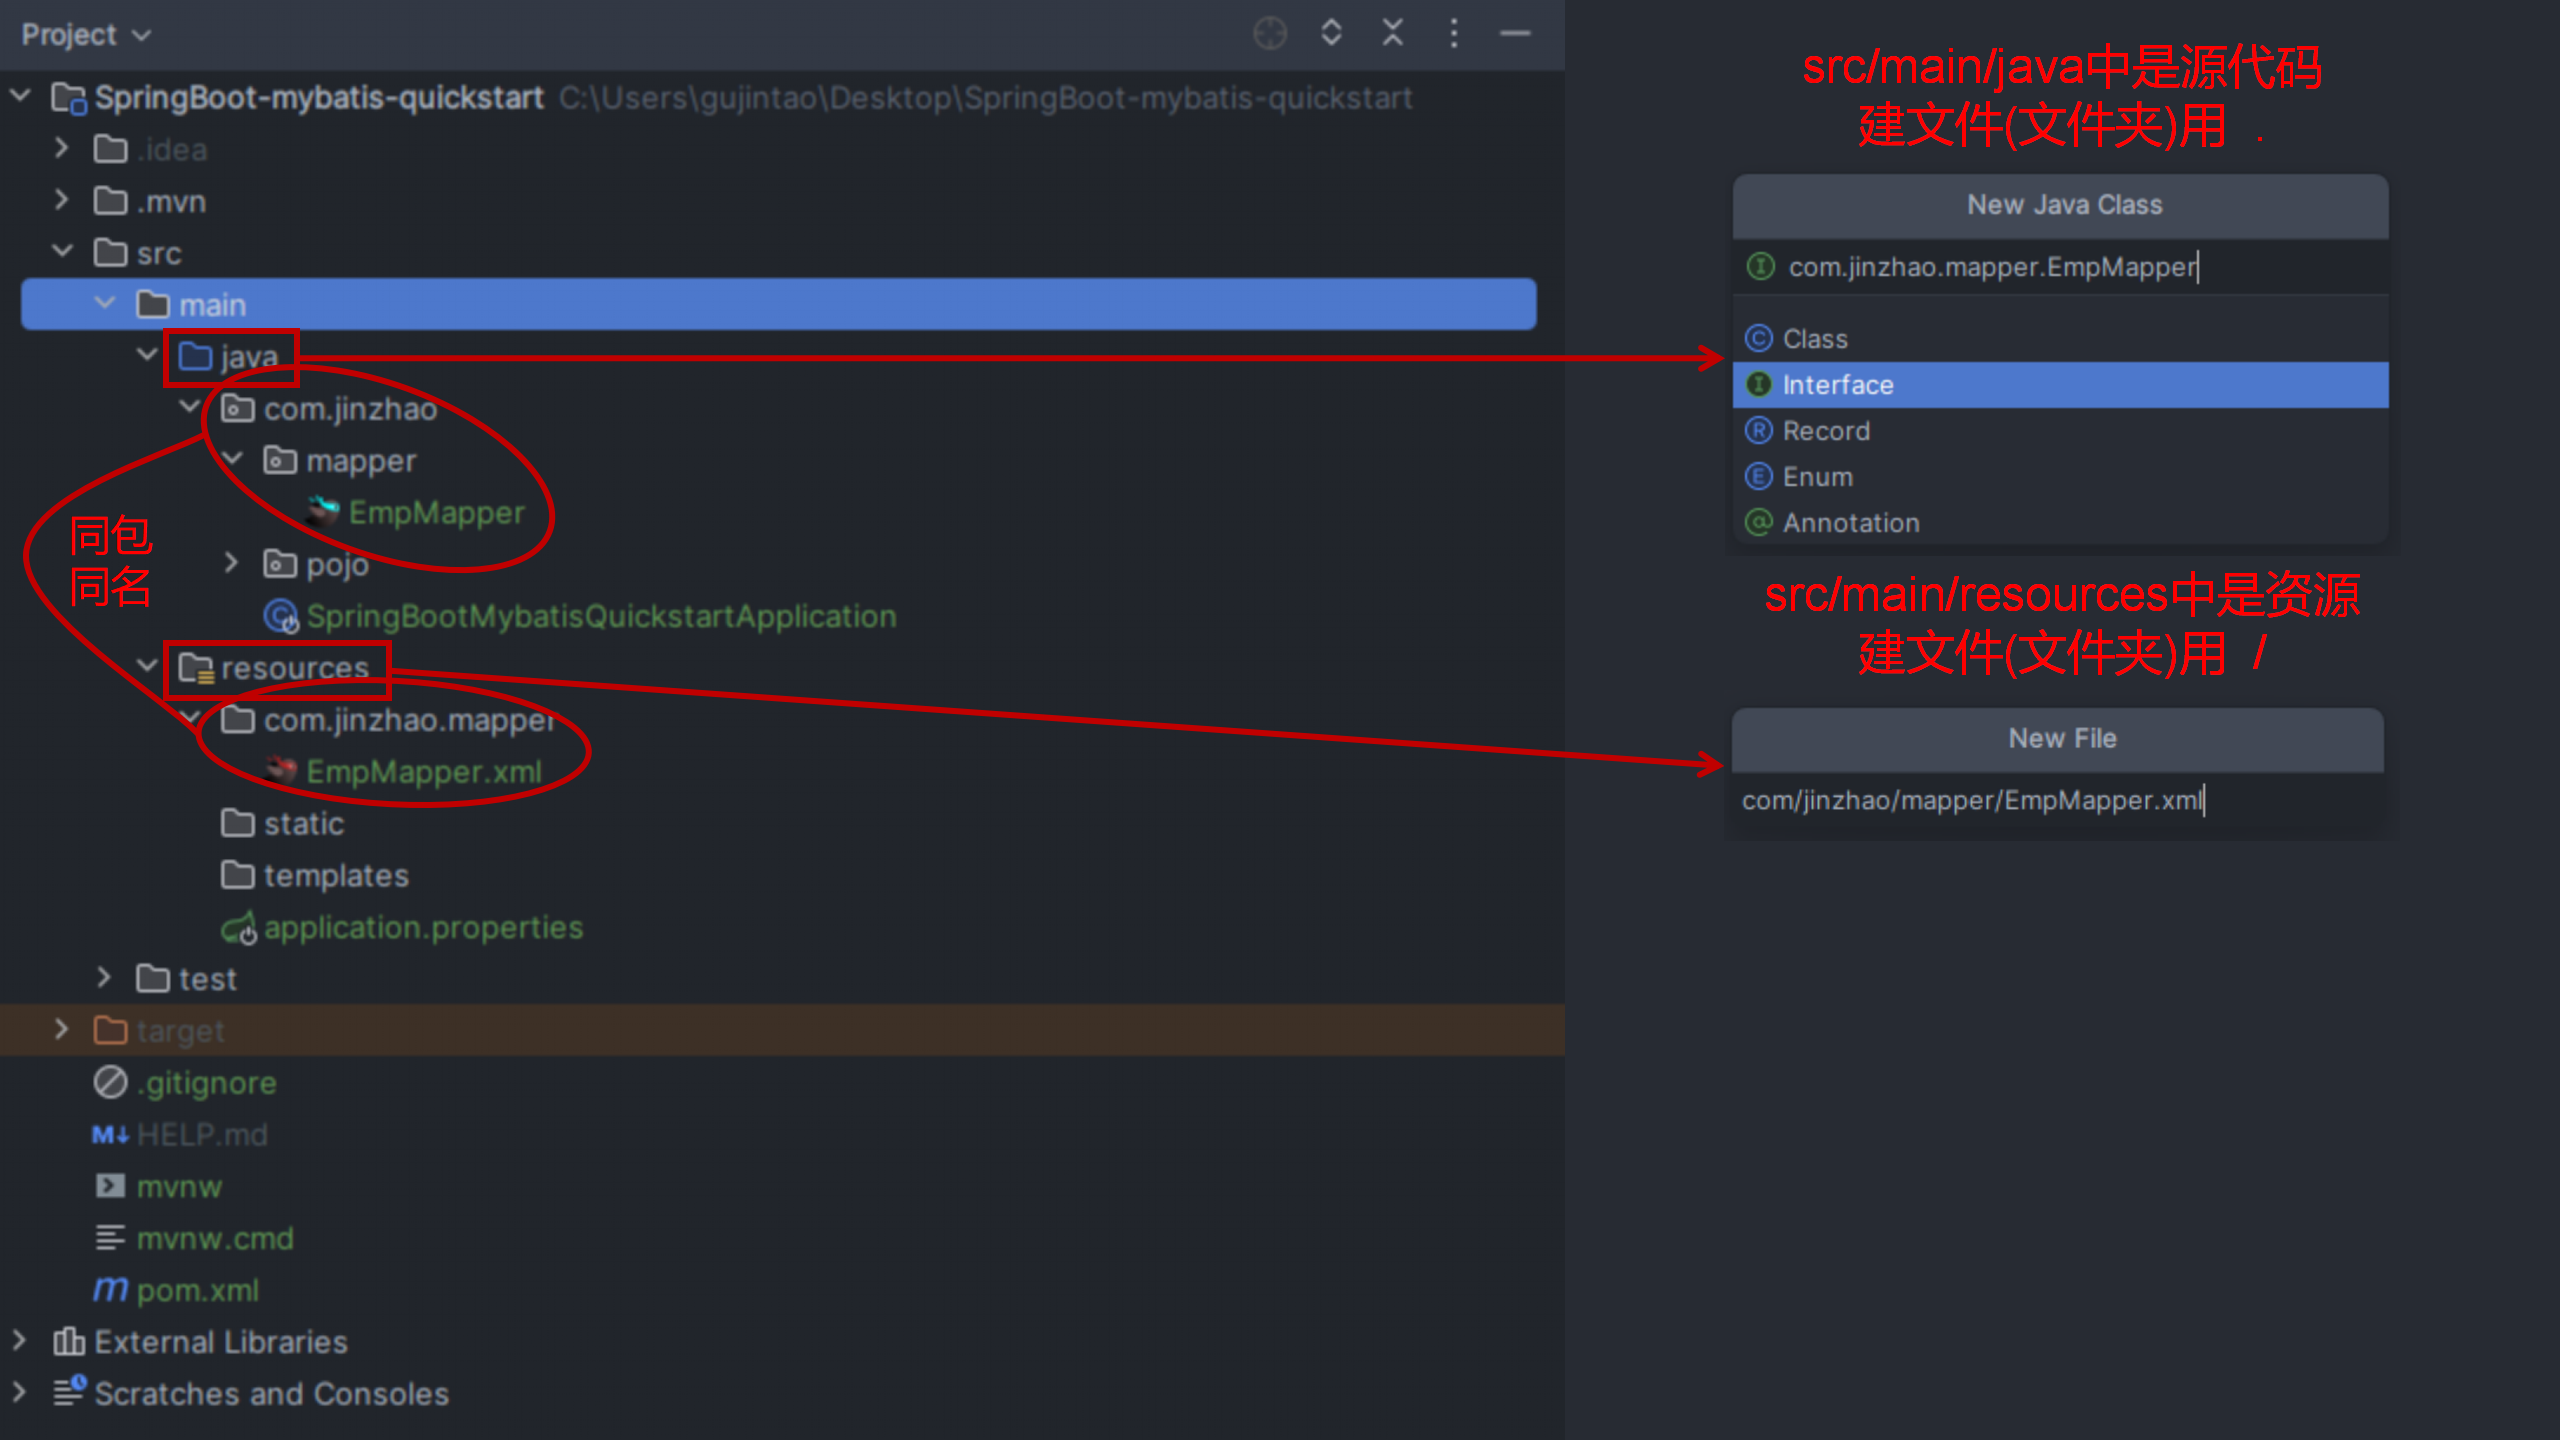 Project
SpringBoot-mybatis-quickstart C:\Users\gujintao\Desktop\SpringBoot-mybatis-quickstart
.idea
.mvn
src
main
java
com.jinzhao
mapper
EmpMapper
pojo
SpringBootMybatisQuickstartApplication
resources
com.jinzhao.mapper
EmpMapper.xml
static
templates
application.properties
test
target
.gitignore
HELP.md
mvnw
mvnw.cmd
pom.xml
External Libraries
Scratches and Consoles
同包
同名
src/main/java中是源代码
建文件(文件夹)用 .
New Java Class
com.jinzhao.mapper.EmpMapper
Class
Interface
Record
Enum
Annotation
src/main/resources中是资源
建文件(文件夹)用 /
New File
com/jinzhao/mapper/EmpMapper.xml